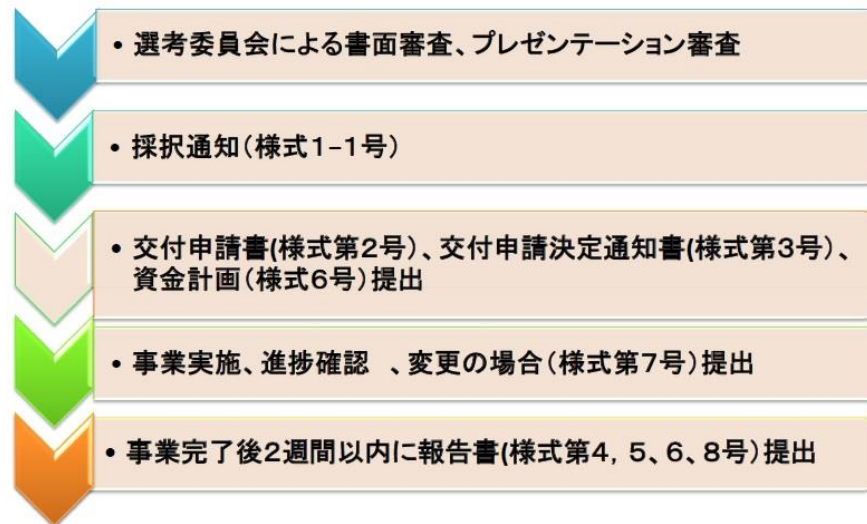 • 選考委員会による書面審査、プレゼンテーション審査
• 採択通知(様式1-1号)
• 交付申請書(様式第2号)、交付申請決定通知書(様式第3号)、
資金計画(様式6号)提出
• 事業実施、進捗確認 、変更の場合(様式第7号)提出
• 事業完了後2週間以内に報告書(様式第4, 5、6、8号)提出